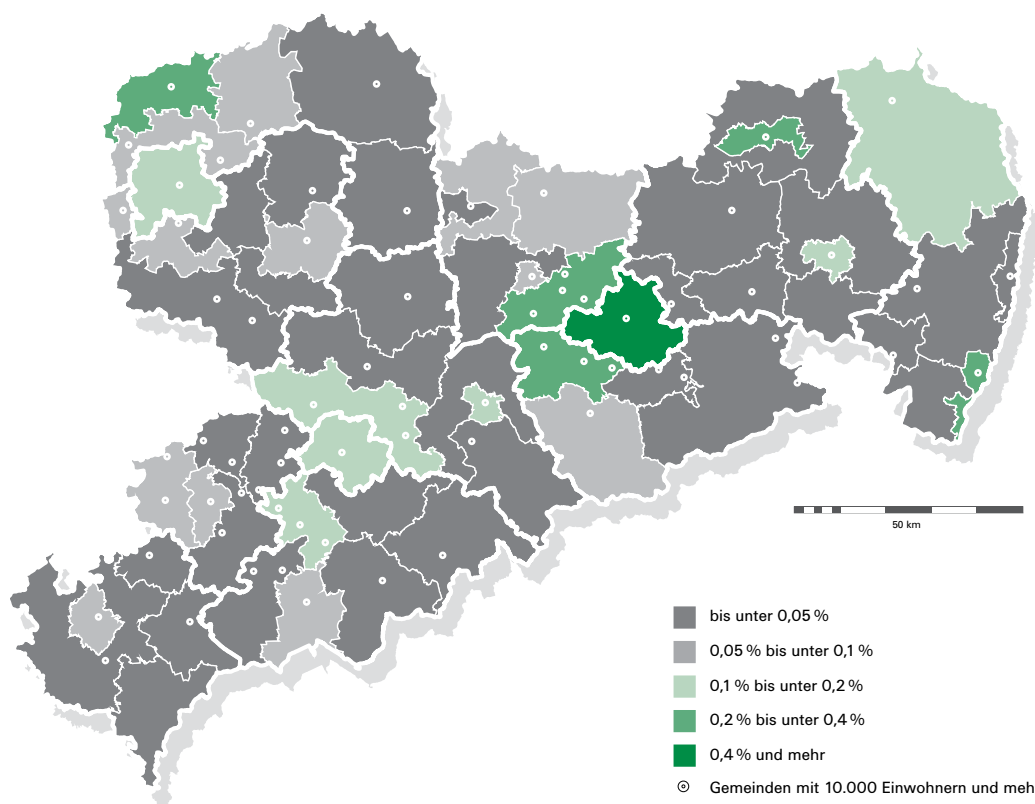 50 km
bis unter 0,05 %
0,05 % bis unter 0,1 %
0,1 % bis unter 0,2 %
0,2 % bis unter 0,4 %
0,4 % und mehr
Gemeinden mit 10.000 Einwohnern und meh